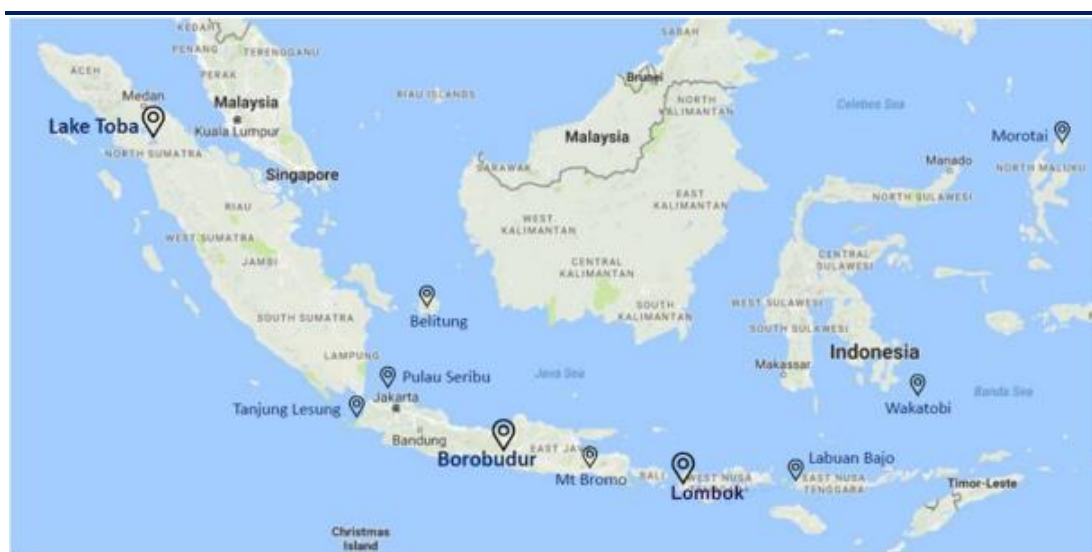 KEDAH
SABAH
PENANG
TERENGGANU
ACEH
PERAK
Brunei
Medan
Malaysia
RIAU ISLANDS
NORTH
KALIMANTAN
Celebes Sea
Lake Toba
Kuala Lumpur
Malaysia
Morotai
NORTH SUMATRA
Singapore
SARAWAK
Manado
NORTH MALUKU
RIAU
EAST
KALIMANTAN
NORTH SULAWESI
WEST SUMATRA
WEST
KALIMANTAN
JAMBI
CENTRAL
KALIMANTAN
CENTRAL
SULAWESI
SOUTH SUMATRA
Belitung
SOUTH
KALIMANTAN
WEST SULAWESI
SOUTH SULAWESI
LAMPUNG
Indonesia
Pulau Seribu
Java Sea
Makassar
Tanjung Lesung
Jakarta
Wakatobi
Banda Sea
Bandung
Borobudur
EAST JA
Labuan Bajo
Mt Bromo
BALI
WEST NUSA
TENGGARA
Lombok
EAST NUSA
TENGGARA
Timor-Leste
Christmas
Island